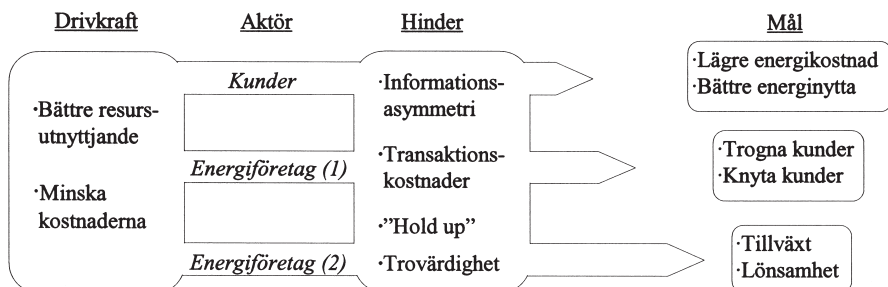 Drivkraft
Aktör
Hinder
Mål
·Bättre resurs-
utnyttjande
·Minska
kostnaderna
Kunder
Energiföretag (1)
Energiföretag (2)
·Informations-
asymmetri
·Transaktions-
kostnader
·”Hold up”
·Trovärdighet
·Lägre energikostnad
·Bättre energinytta
·Trogna kunder
·Knyta kunder
·Tillväxt
·Lönsamhet